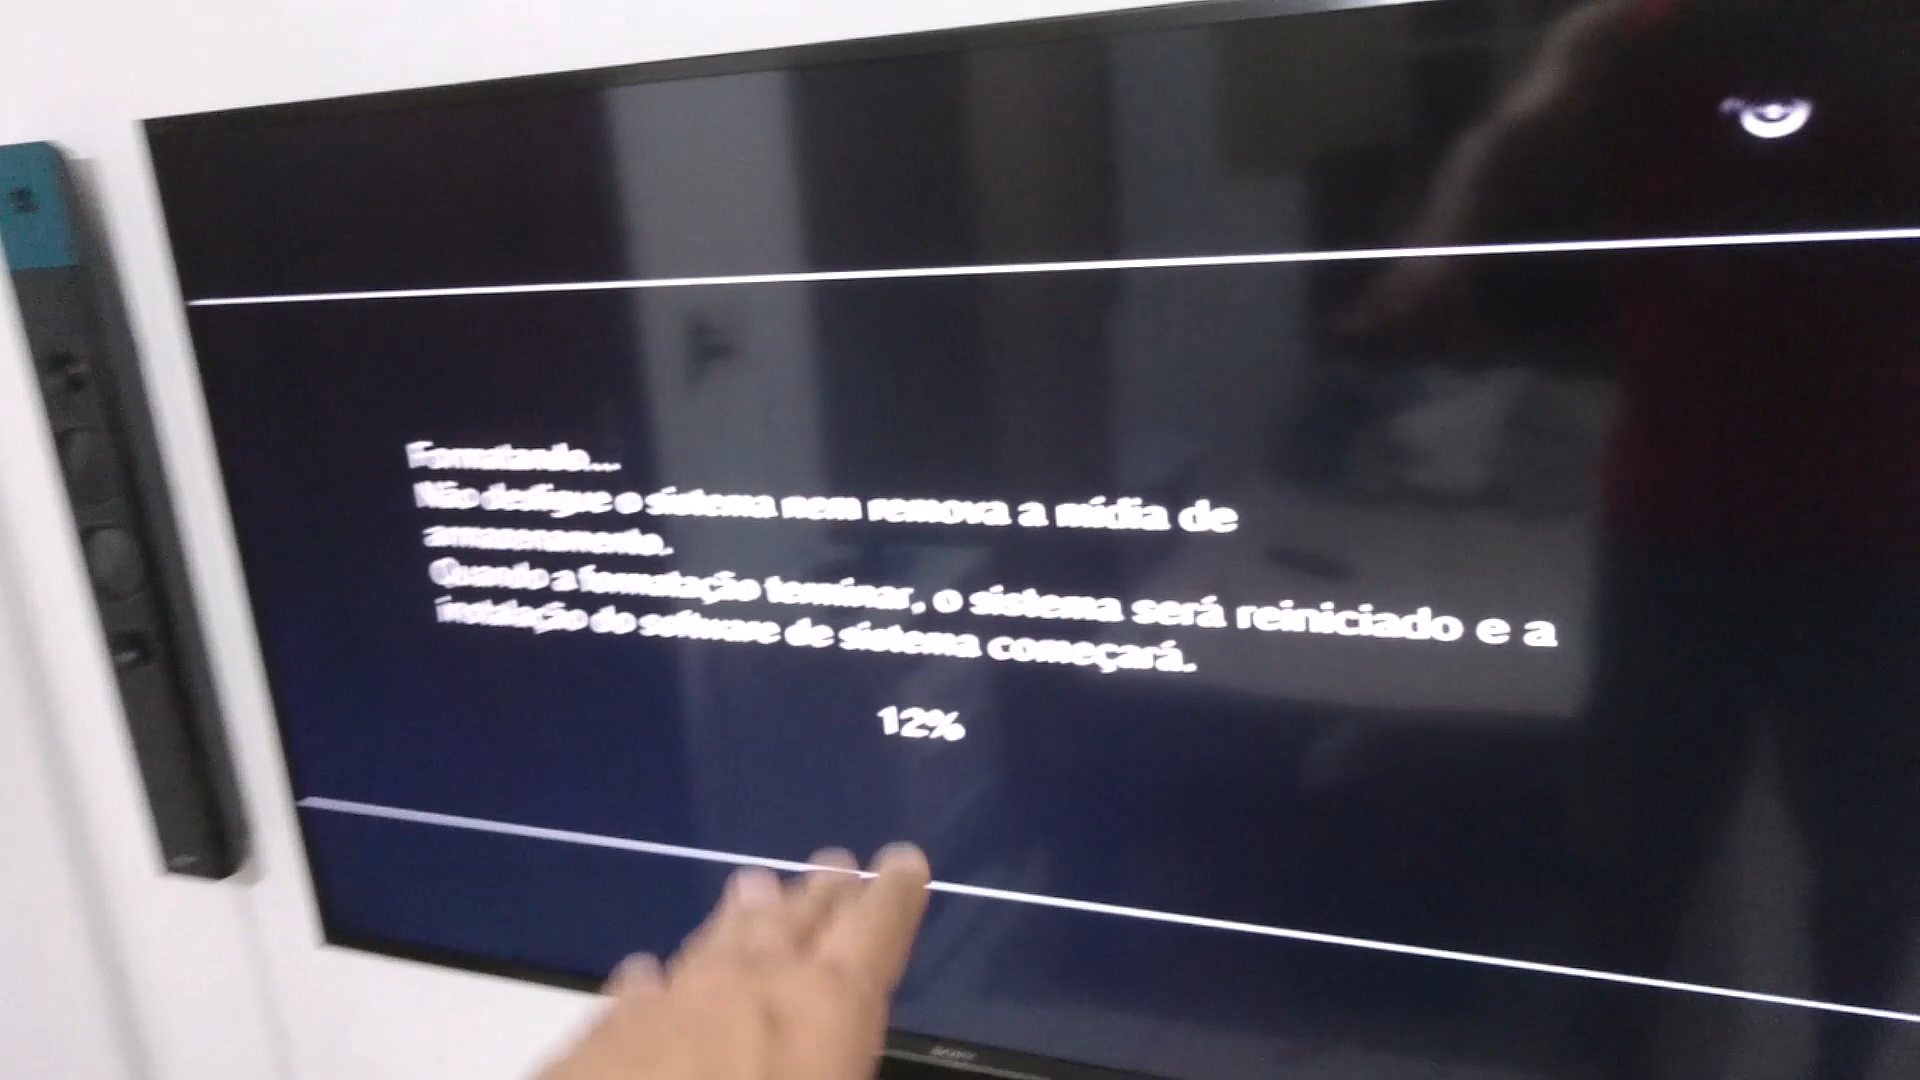 Formatando...
Não desligue o sistema nem remova a mídia de
armazenamento.
Quando a formatação terminar, o sistema será reiniciado e a
instalação do software de sistema começará.
12%
SONY